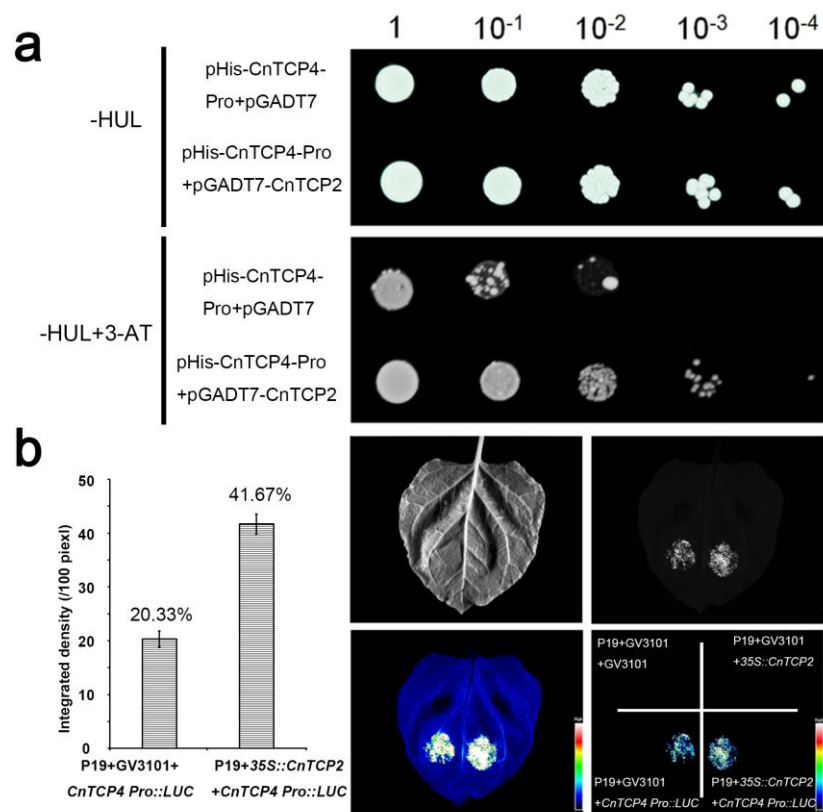 a
1 10-1 10-2 10-3 10-4
-HUL
pHis-CnTCP4-
Pro+pGADT7
pHis-CnTCP4-Pro
+pGADT7-CnTCP2
-HUL+3-AT
pHis-CnTCP4-
Pro+pGADT7
pHis-CnTCP4-Pro
+pGADT7-CnTCP2
b
Integrated density (/100 piexl)
50
40
30
20
10
0
20.33%
41.67%
P19+GV3101+
CnTCP4 Pro::LUC
P19+35S::CnTCP2
+CnTCP4 Pro::LUC
P19+GV3101
+GV3101
P19+GV3101
+35S::CnTCP2
P19+GV3101
+CnTCP4 Pro::LUC
P19+35S::CnTCP2
+CnTCP4 Pro::LUC